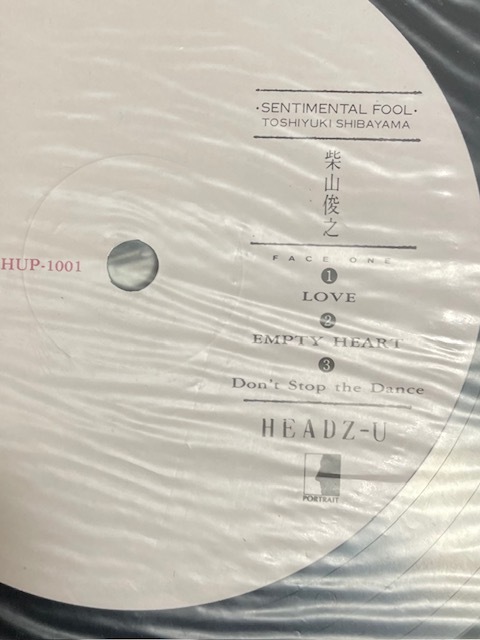 ·SENTIMENTAL FOOL·
TOSHIYUKI SHIBAYAMA
柴山俊之
HUP-1001
FACE ONE
1
LOVE
2
EMPTY HEART
3
Don't Stop the Dance
HEADZ-U
PORTRAIT